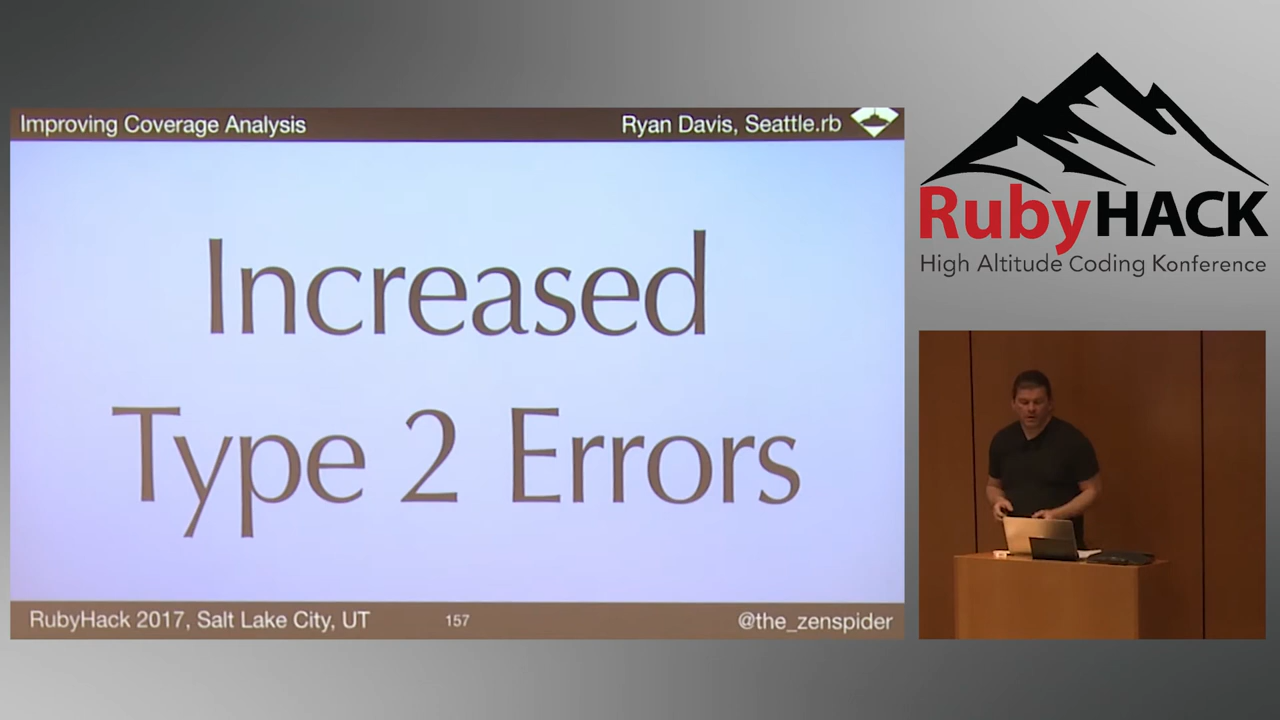 Improving Coverage Analysis
Ryan Davis, Seattle.rb
Increased
Type 2 Errors
RubyHack 2017, Salt Lake City, UT
157
@the_zenspider
RubyHACK
High Altitude Coding Konference